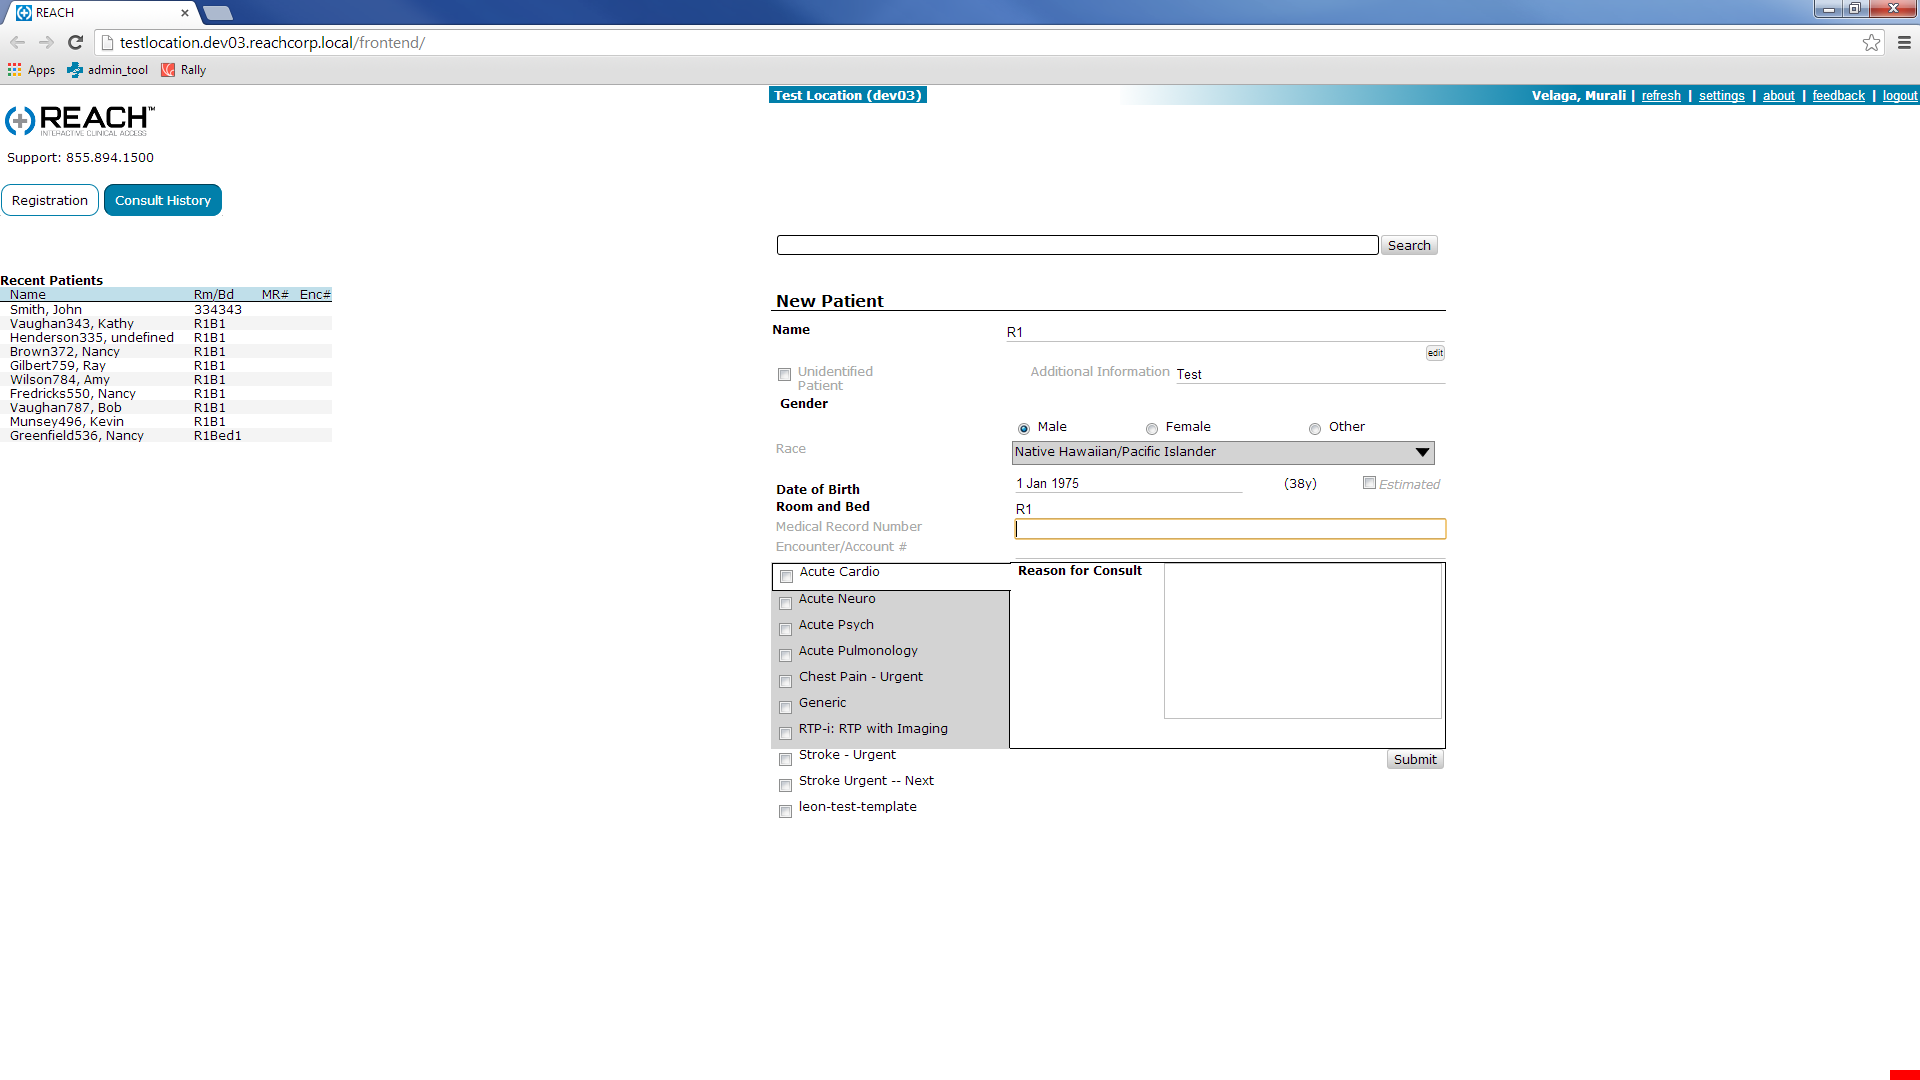 REACH
testlocation.dev03.reachcorp.local/frontend/
Apps admin_tool Rally
Test Location (dev03) Velaga, Murali | refresh | settings | about | feedback | logout
REACH™
INTERACTIVE CLINICAL ACCESS
Support: 855.894.1500
Registration Consult History
Search
Recent Patients
Name Rm/Bd MR# Enc#
Smith, John 334343
Vaughan343, Kathy R1B1
Henderson335, undefined R1B1
Brown372, Nancy R1B1
Gilbert759, Ray R1B1
Wilson784, Amy R1B1
Fredricks550, Nancy R1B1
Vaughan787, Bob R1B1
Munsey496, Kevin R1B1
Greenfield536, Nancy R1Bed1
New Patient
Name R1
edit
Unidentified Patient Additional Information Test
Gender
Male Female Other
Race Native Hawaiian/Pacific Islander
Date of Birth 1 Jan 1975 (38y) Estimated
Room and Bed R1
Medical Record Number
Encounter/Account #
Acute Cardio
Acute Neuro
Acute Psych
Acute Pulmonology
Chest Pain - Urgent
Generic
RTP-i: RTP with Imaging
Stroke - Urgent
Stroke Urgent -- Next
leon-test-template
Reason for Consult
Submit